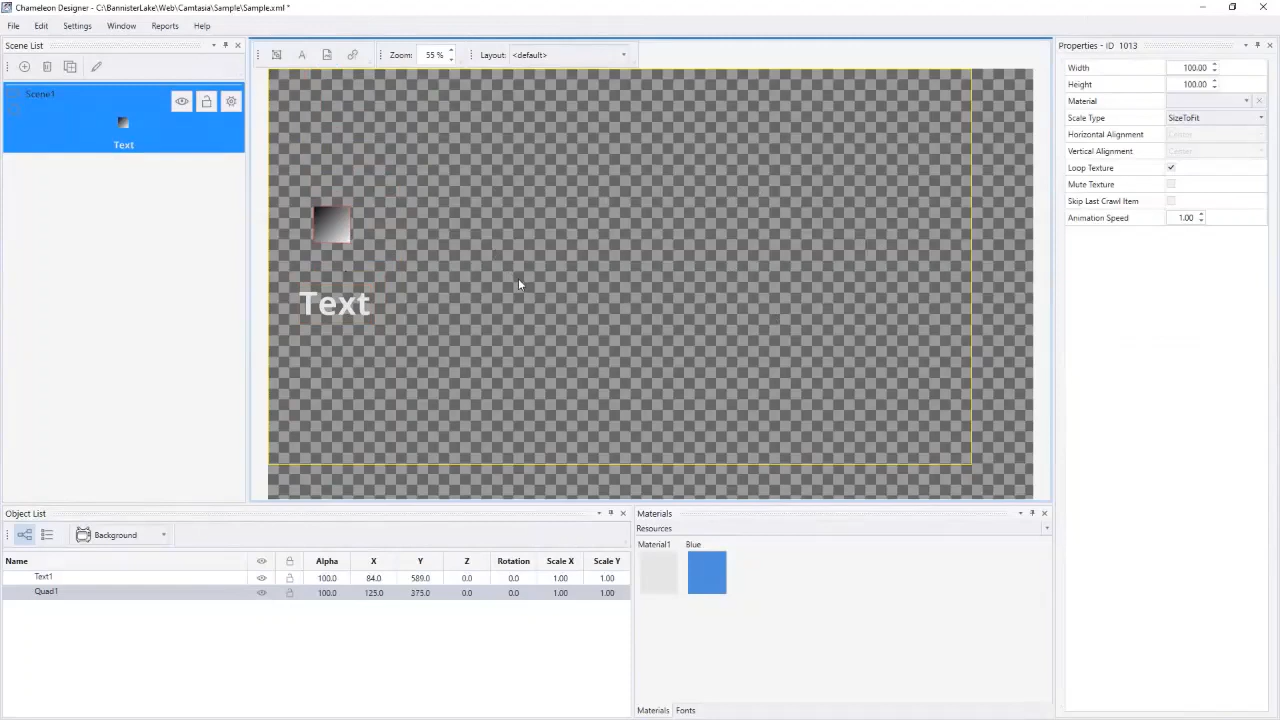 Chameleon Designer - C:\BannisterLake\Web\Camtasia\Sample\Sample.xml *
File Edit Settings Window Reports Help
Scene List
Zoom: 55 % Layout: <default>
Properties - ID 1013
Scene1
Text
Text
Width 100.00
Height 100.00
Material
Scale Type SizeToFit
Horizontal Alignment Centre
Vertical Alignment Center
Loop Texture
Mute Texture
Skip Last Crawl Item
Animation Speed 1.00
Object List
Background
Name Alpha X Y Z Rotation Scale X Scale Y
Text1 100.0 84.0 589.0 0.0 0.0 1.00 1.00
Quad1 100.0 125.0 375.0 0.0 0.0 1.00 1.00
Materials
Resources
Material1 Blue
Materials Fonts